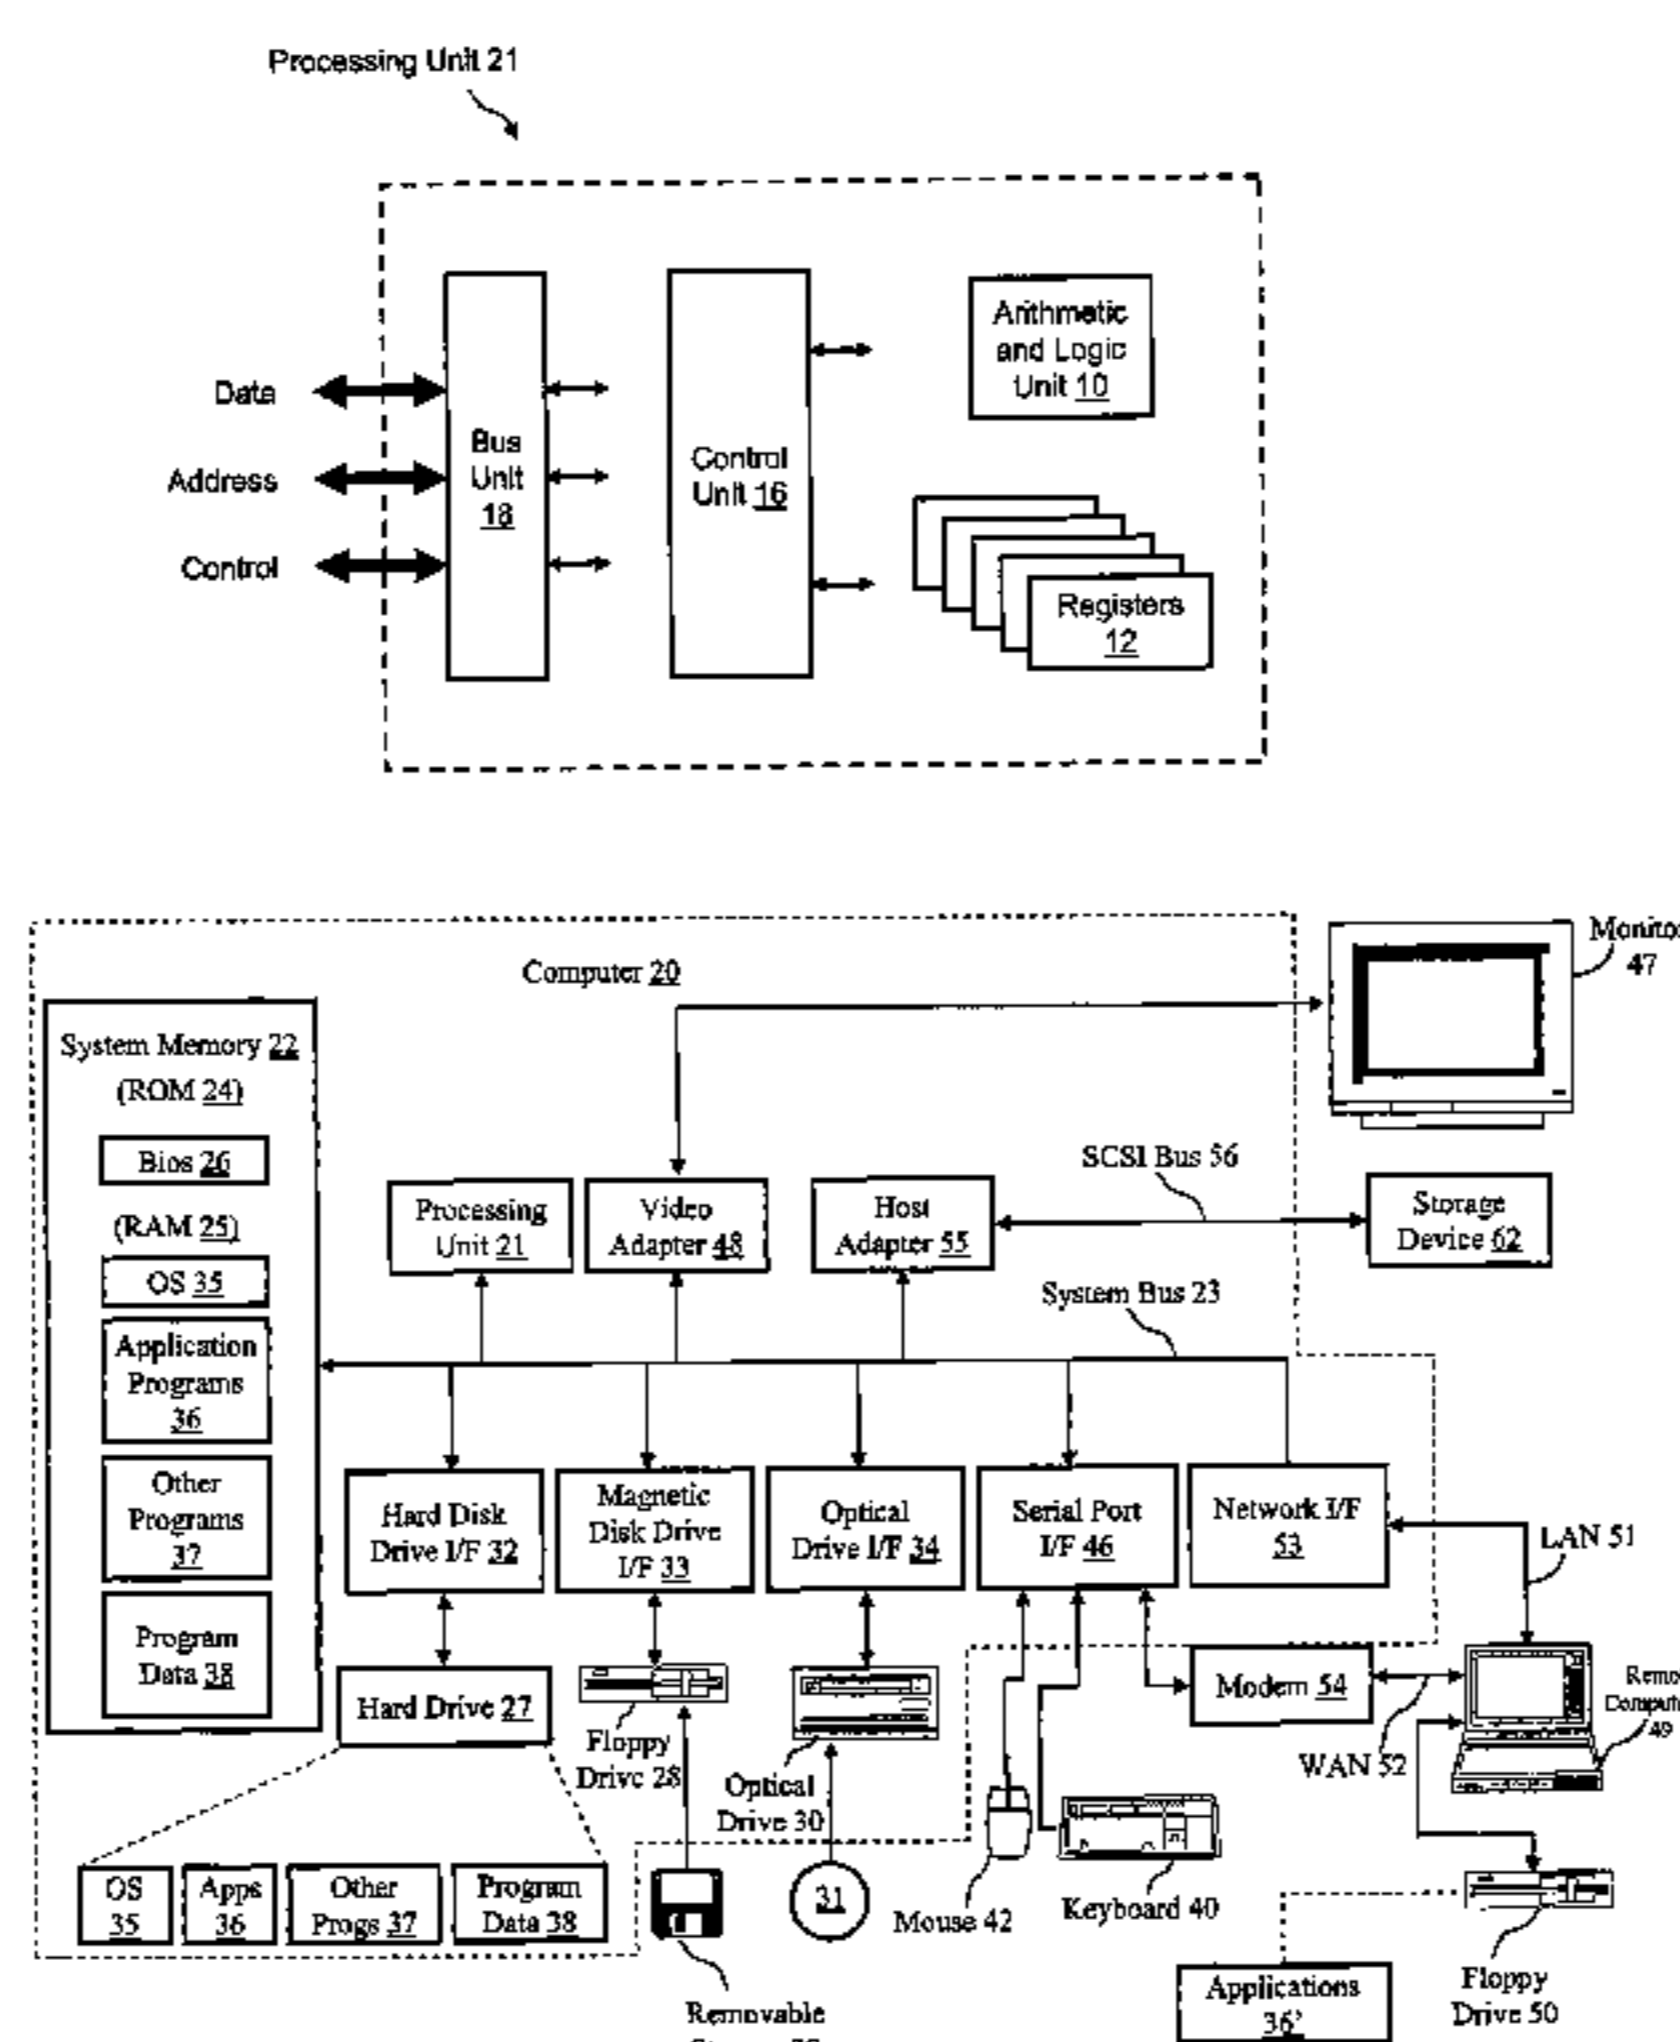 Processing Unit 21
Arithmetic
and Logic
Unit 10
Data
Address
Control
Bus
Unit
18
Control
Unit 16
Registers
12
Computer 20
47
System Memory 22
(ROM 24)
Bios 26
(RAM 25)
OS 35
Application
Programs
36
Other
Programs
37
Program
Data 38
Processing
Unit 21
Video
Adapter 48
Host
Adapter 55
SCSI Bus 56
Storage
Device 62
System Bus 23
Hard Disk
Drive I/F 32
Magnetic
Disk Drive
I/F 33
Optical
Drive I/F 34
Serial Port
I/F 46
Network I/F
53
LAN 51
Hard Drive 27
Floppy
Drive 28
Optical
Drive 30
Modem 54
WAN 52
49
OS
35
Apps
36
Other
Progs 37
Program
Data 38
31
Mouse 42
Keyboard 40
Removable
Applications
36'
Floppy
Drive 50